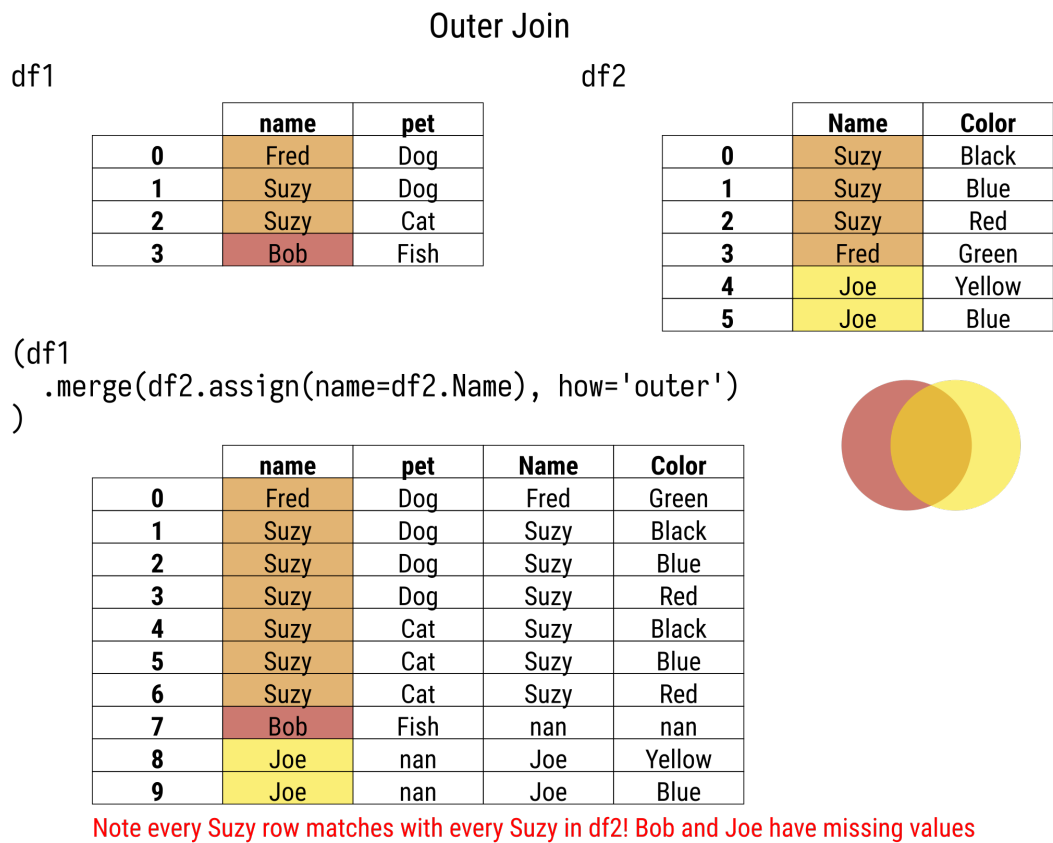 Outer Join
df1
df2
name pet
0 Fred Dog
1 Suzy Dog
2 Suzy Cat
3 Bob Fish
Name Color
0 Suzy Black
1 Suzy Blue
2 Suzy Red
3 Fred Green
4 Joe Yellow
5 Joe Blue
(df1
.merge(df2.assign(name=df2.Name), how='outer')
)
name pet Name Color
0 Fred Dog Fred Green
1 Suzy Dog Suzy Black
2 Suzy Dog Suzy Blue
3 Suzy Dog Suzy Red
4 Suzy Cat Suzy Black
5 Suzy Cat Suzy Blue
6 Suzy Cat Suzy Red
7 Bob Fish nan nan
8 Joe nan Joe Yellow
9 Joe nan Joe Blue
Note every Suzy row matches with every Suzy in df2! Bob and Joe have missing values